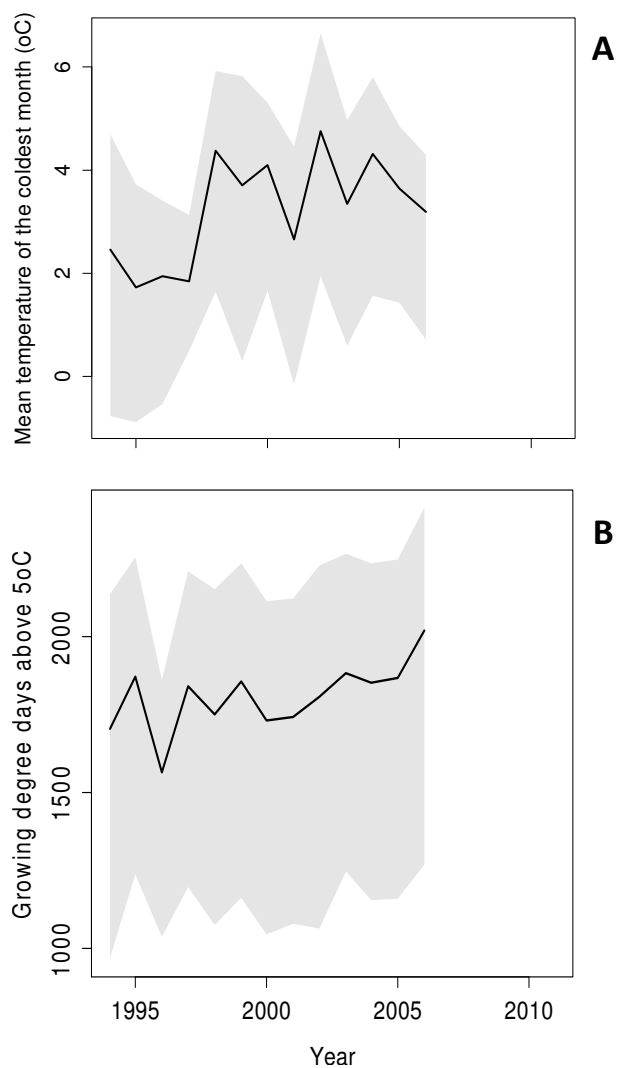 A
Mean temperature of the coldest month (oC)
6
4
2
0
B
Growing degree days above 5oC
2000
1500
1000
1995 2000 2005 2010
Year